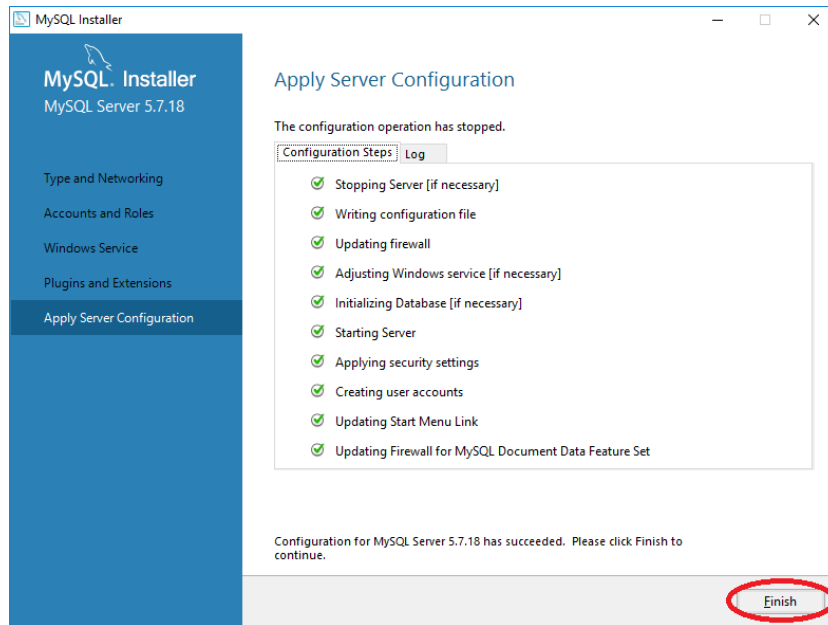 MySQL Installer
MySQL. Installer
MySQL Server 5.7.18
Type and Networking
Accounts and Roles
Windows Service
Plugins and Extensions
Apply Server Configuration
Apply Server Configuration
The configuration operation has stopped.
Configuration Steps Log
Stopping Server [if necessary]
Writing configuration file
Updating firewall
Adjusting Windows service [if necessary]
Initializing Database [if necessary]
Starting Server
Applying security settings
Creating user accounts
Updating Start Menu Link
Updating Firewall for MySQL Document Data Feature Set
Configuration for MySQL Server 5.7.18 has succeeded. Please click Finish to
continue.
Finish